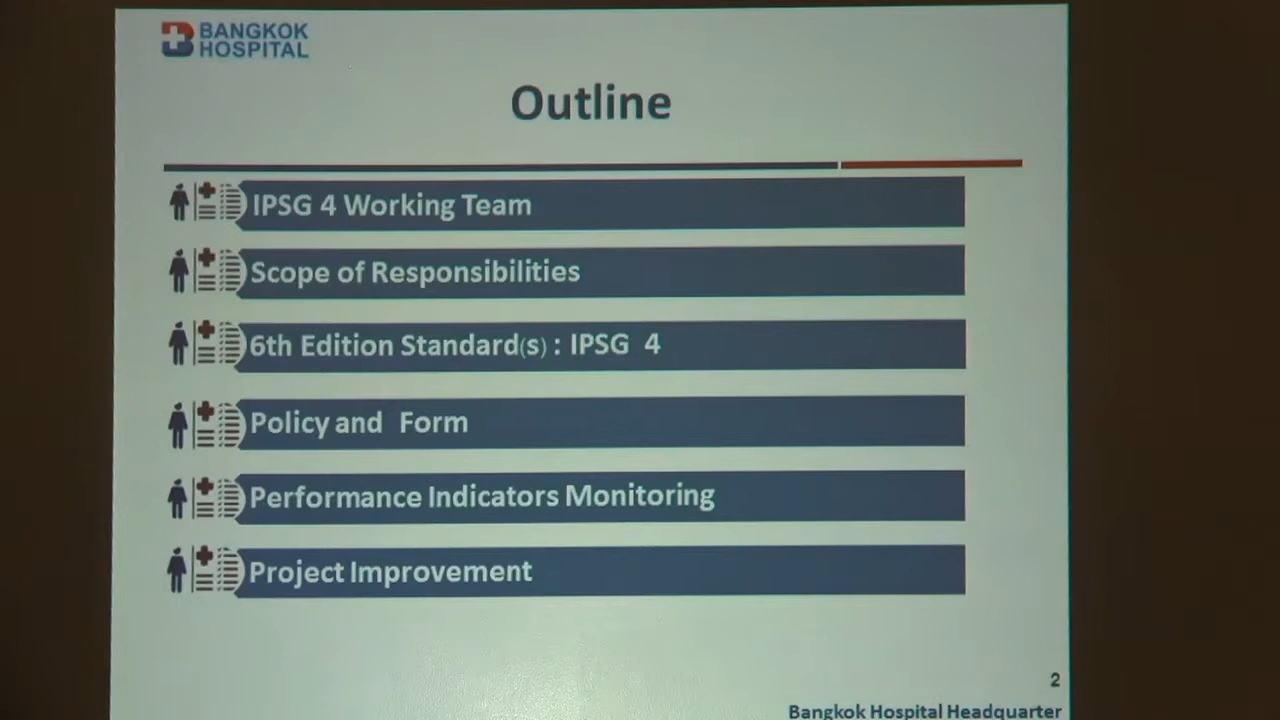 BANGKOK
HOSPITAL
Outline
IPSG 4 Working Team
Scope of Responsibilities
6th Edition Standard(s) : IPSG 4
Policy and Form
Performance Indicators Monitoring
Project Improvement
2
Bangkok Hospital Headquarter